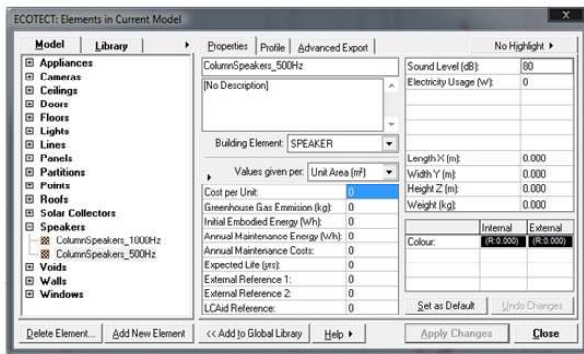 ECOTECT: Elements in Current Model
X
Model Library
Appliances
Cameras
Ceilings
Doors
Floors
Lights
Lines
Panels
Partitions
Points
Roofs
Solar Collectors
Speakers
ColumnSpeakers_1000Hz
ColumnSpeakers_500Hz
Voids
Walls
Windows
Delete Element... Add New Element
Properties Profile Advanced Export
No Highlight
ColumnSpeakers_500Hz
[No Description]
Building Element: SPEAKER
Values given per: Unit Area (m²)
Cost per Unit: 0
Greenhouse Gas Emmision (kg): 0
Initial Embodied Energy (Wh): 0
Annual Maintenance Energy (Wh): 0
Annual Maintenance Costs: 0
Expected Life (yrs): 0
External Reference 1: 0
External Reference 2: 0
LCAid Reference: 0
Sound Level (dB): 80
Electricity Usage (W): 0
Length X (m): 0.000
Width Y (m): 0.000
Height Z (m): 0.000
Weight (kg): 0.000
Internal External
Colour: (R:0.000) (R:0.000)
Set as Default Undo Changes
<< Add to Global Library Help Apply Changes Close